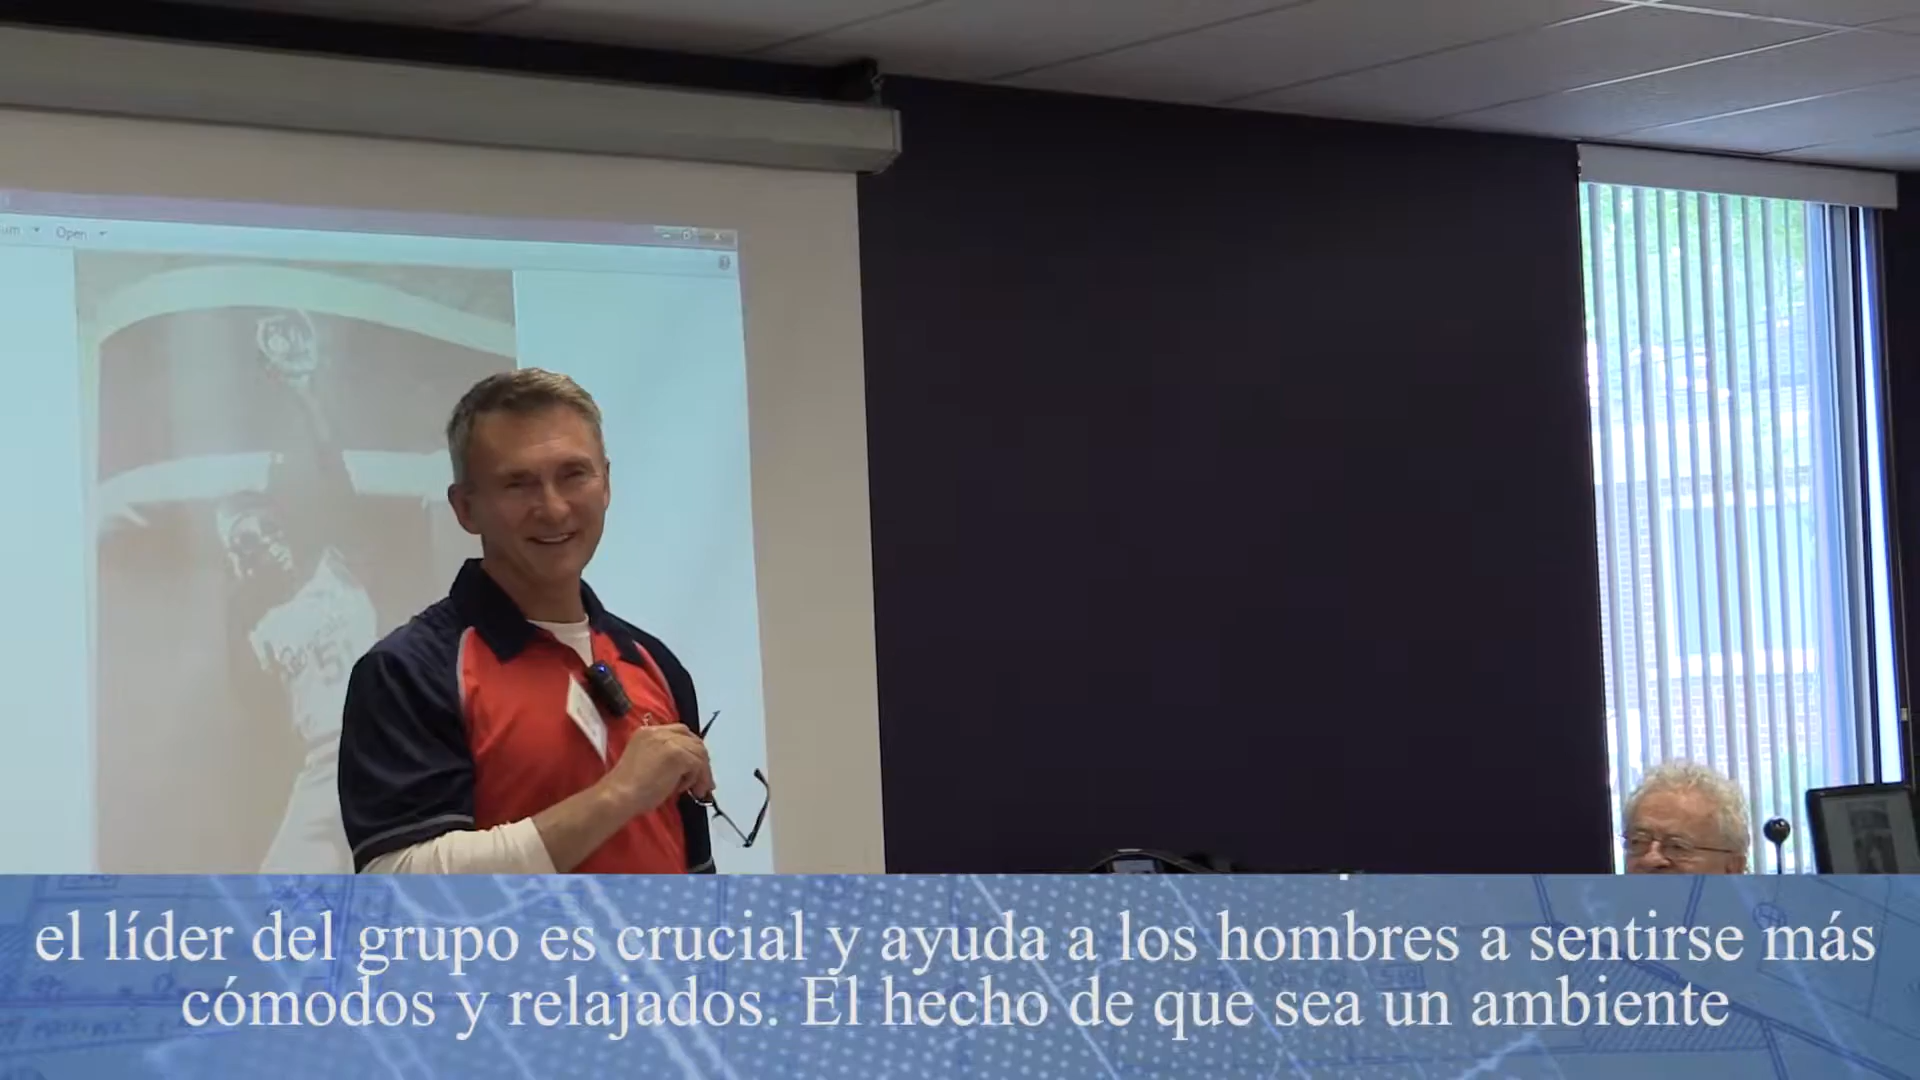 Open
el líder del grupo es crucial y ayuda a los hombres a sentirse más
cómodos y relajados. El hecho de que sea un ambiente